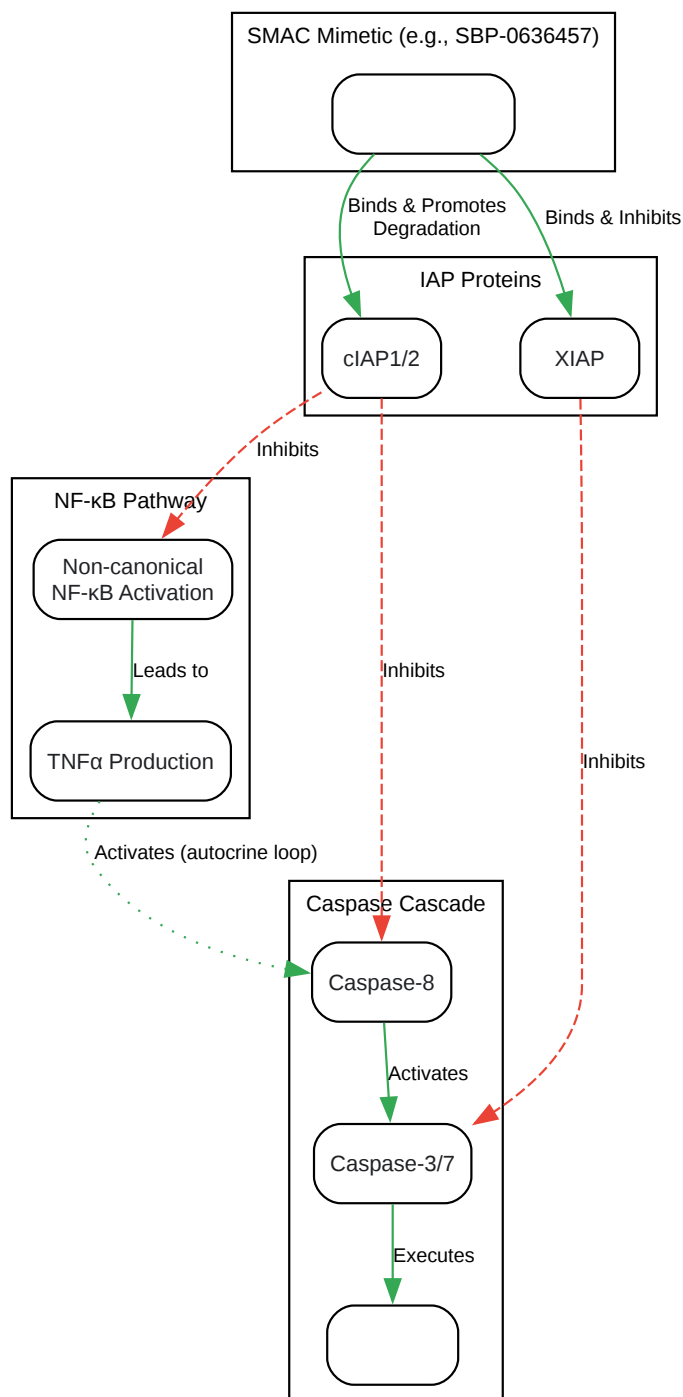 SMAC Mimetic (e.g., SBP-0636457)
Binds & Promotes
Degradation
Binds & Inhibits
IAP Proteins
cIAP1/2
XIAP
Inhibits
NF-κB Pathway
Non-canonical
NF-κB Activation
Leads to
Inhibits
TNFα Production
Inhibits
Activates (autocrine loop)
Caspase Cascade
Caspase-8
Activates
Caspase-3/7
Executes